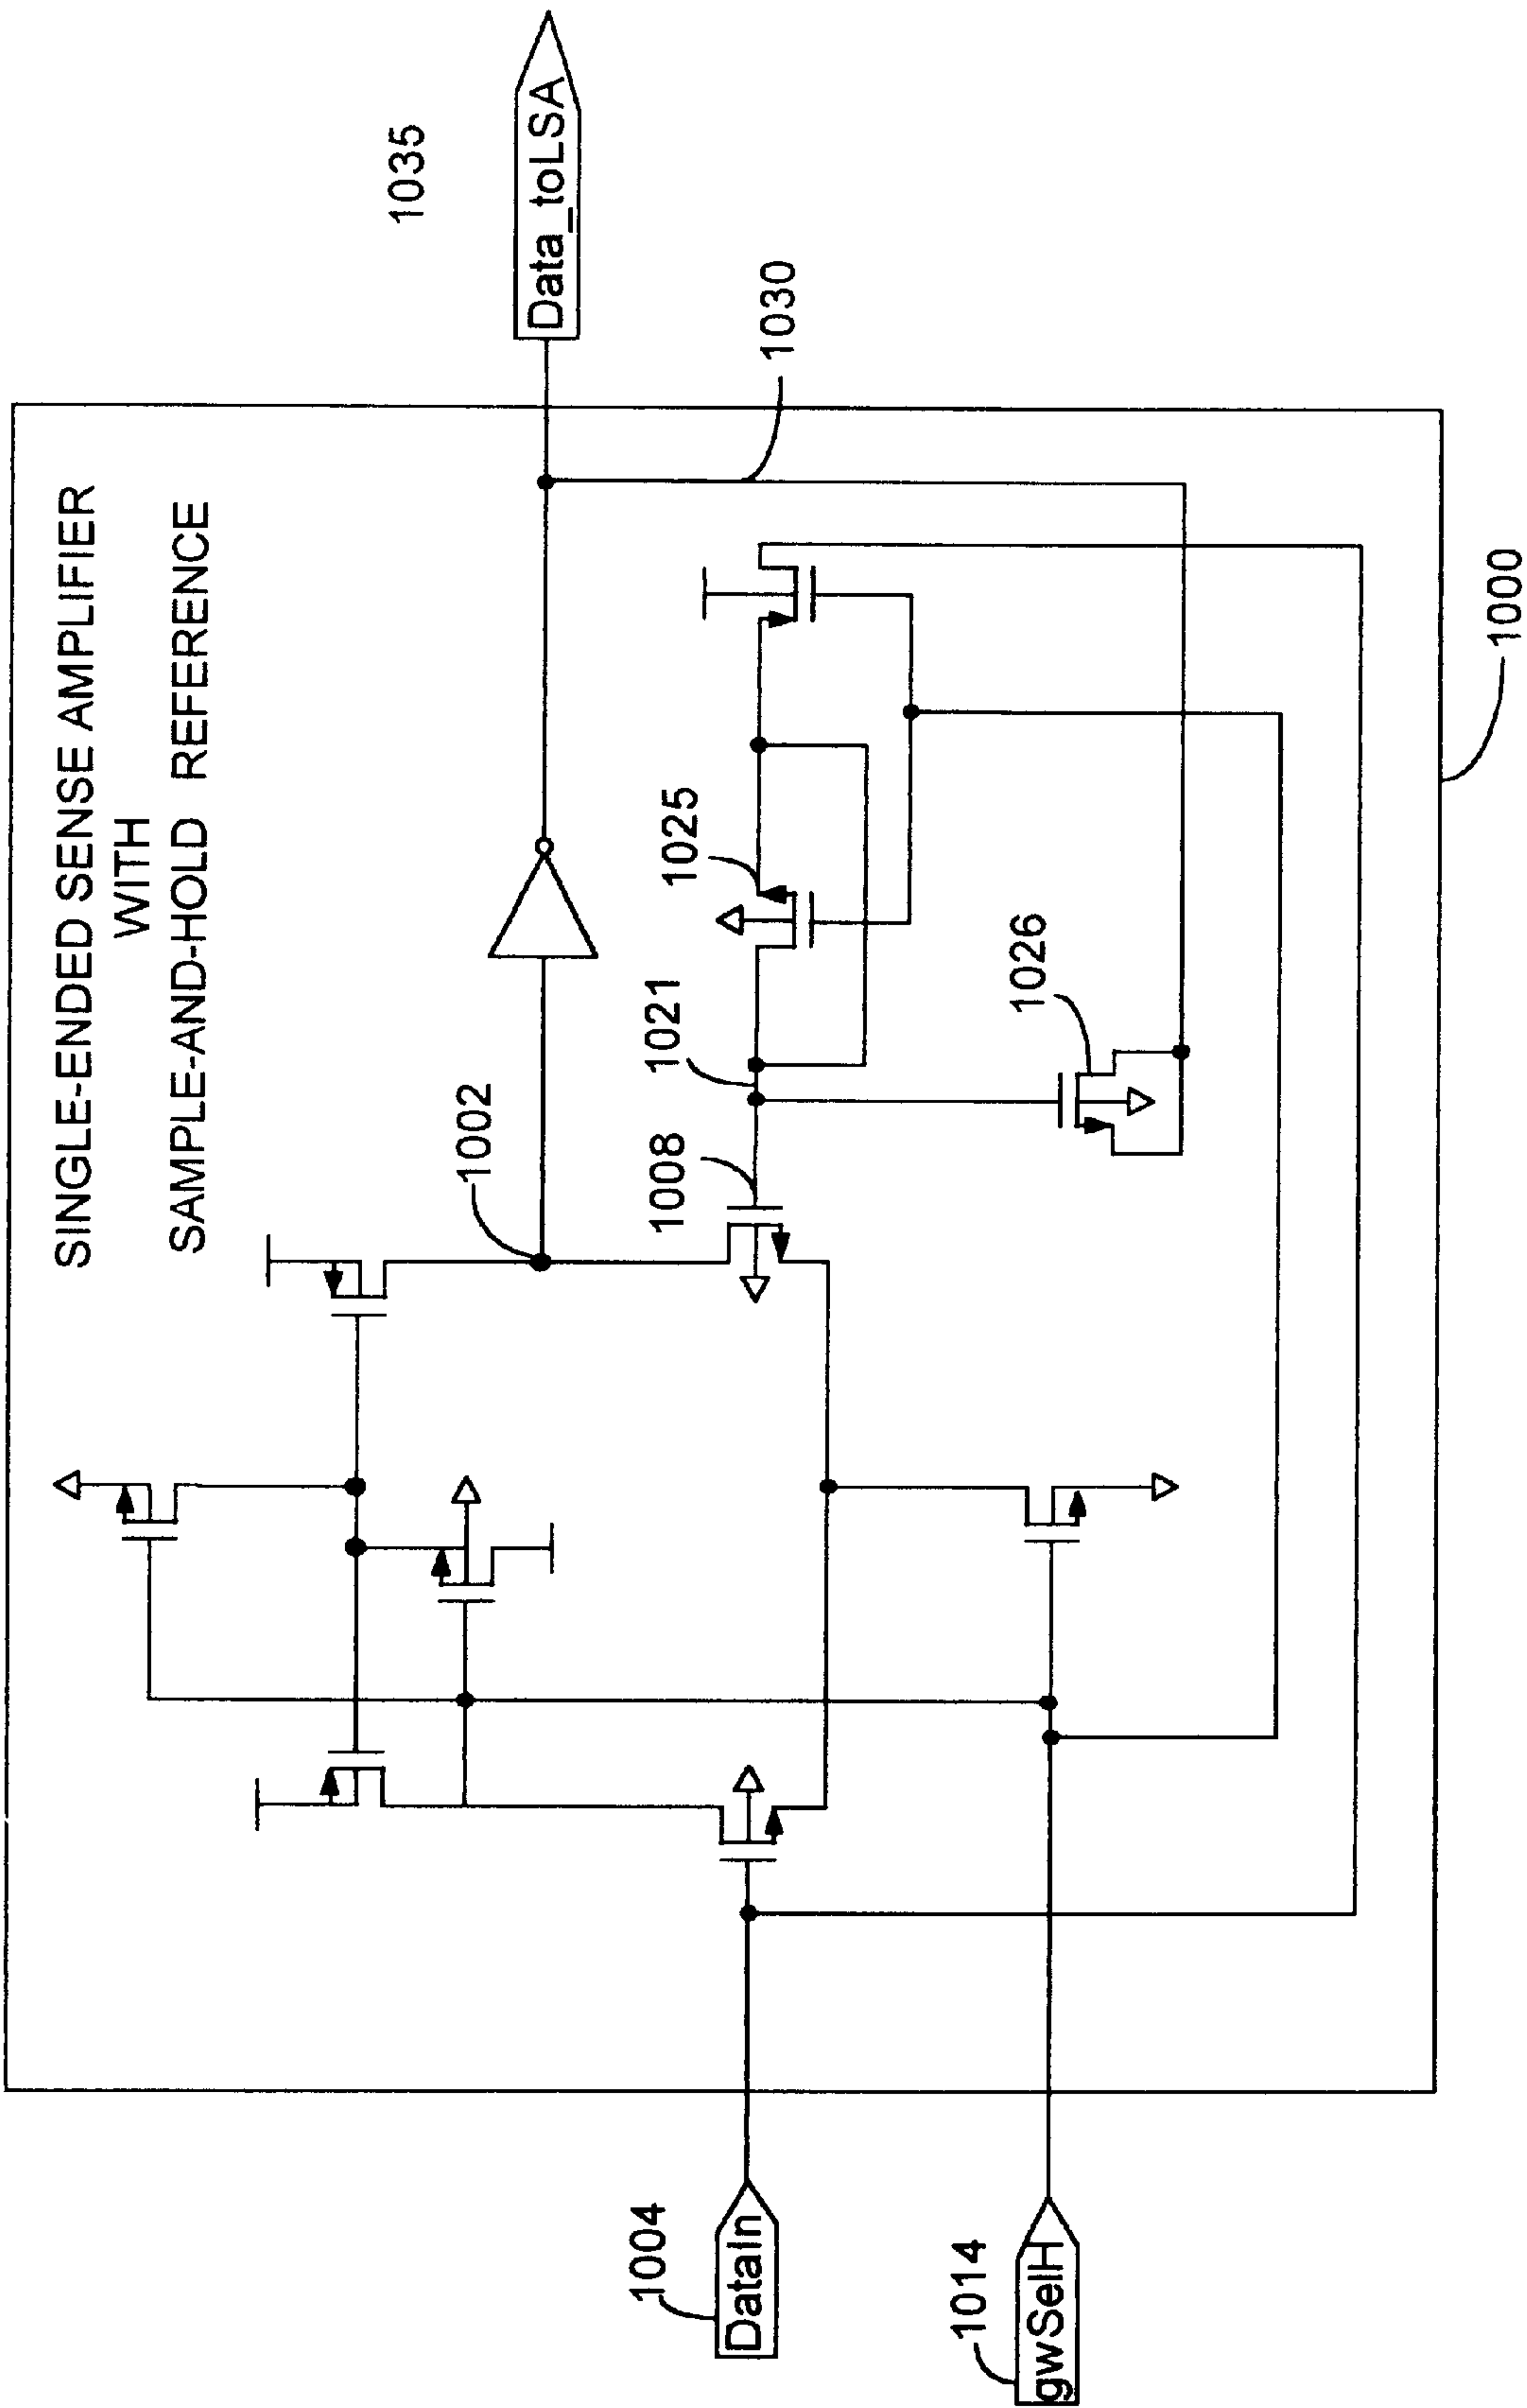 SINGLE-ENDED SENSE AMPLIFIER
WITH
SAMPLE-AND-HOLD REFERENCE
1035
Data_toLSA
1030
1002
1025
1021
1008
1026
1004
DataIn
1014
gwSelH
1000